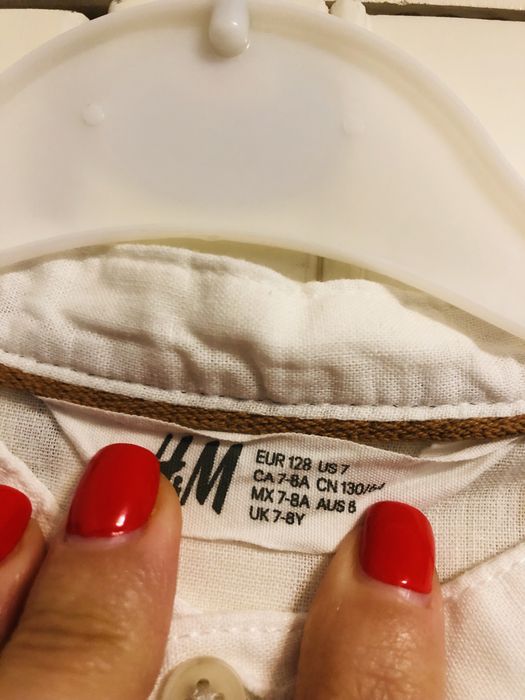 H&M
EUR 128 US 7
CA 7-8A CN 130/
MX 7-8A AUS 8
UK 7-8Y